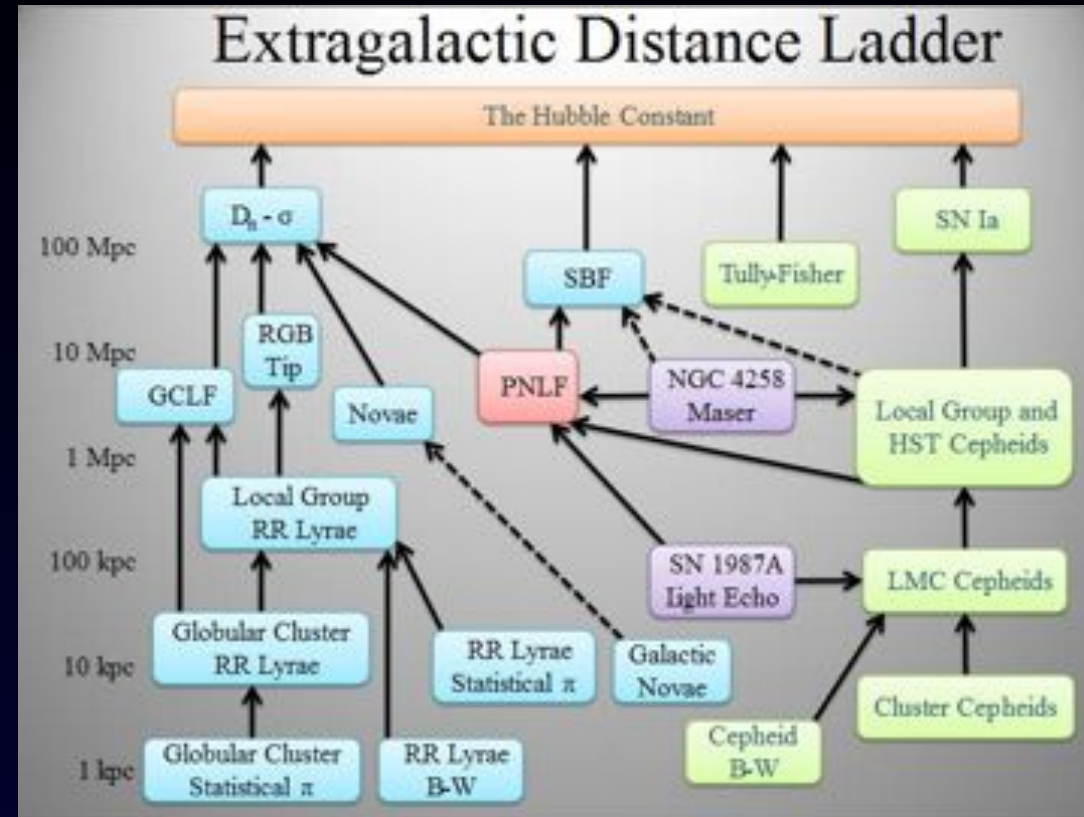 Extragalactic Distance Ladder
The Hubble Constant
Dn - σ
SN Ia
100 Mpc
SBF
Tully-Fisher
RGB
Tip
10 Mpc
GCLF
Novae
PNLF
NGC 4258
Maser
Local Group and
HST Cepheids
1 Mpc
Local Group
RR Lyrae
100 kpc
SN 1987A
Light Echo
LMC Cepheids
Globular Cluster
RR Lyrae
10 kpc
RR Lyrae
Statistical π
Galactic
Novae
Cluster Cepheids
Cepheid
B-W
1 kpc
Globular Cluster
Statistical π
RR Lyrae
B-W